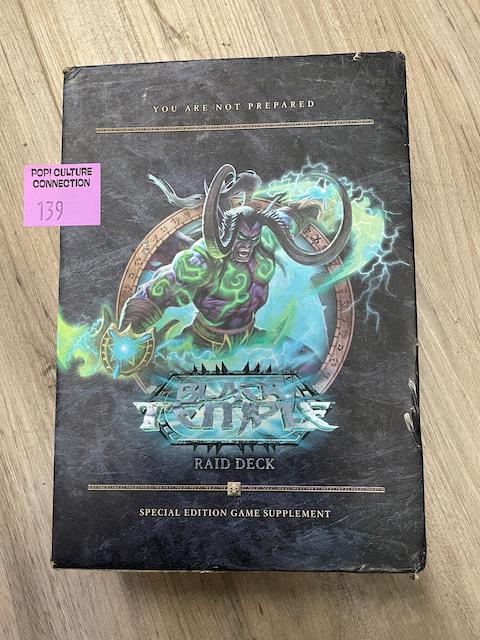 YOU ARE NOT PREPARED
POP! CULTURE
CONNECTION
139
BLACK
TEMPLE
RAID DECK
SPECIAL EDITION GAME SUPPLEMENT